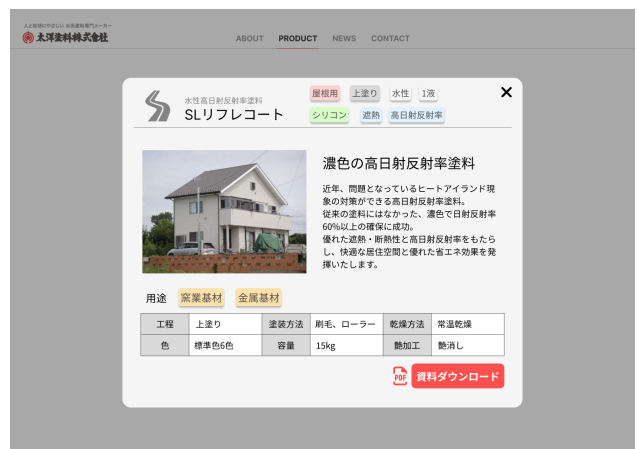 人と地球にやさしい 水系塗料専門メーカー
太洋塗料株式會社
ABOUT PRODUCT NEWS CONTACT
水性高日射反射率塗料
SLリフレコート
屋根用 上塗り 水性 1液
シリコン 遮熱 高日射反射率
濃色の高日射反射率塗料
近年、問題となっているヒートアイランド現
象の対策ができる高日射反射率塗料。
従来の塗料にはなかった、濃色で日射反射率
60%以上の確保に成功。
優れた遮熱・断熱性と高日射反射率をもたら
し、快適な居住空間と優れた省エネ効果を発
揮いたします。
用途 窯業基材 金属基材
工程 上塗り 塗装方法 刷毛、ローラー 乾燥方法 常温乾燥
色 標準色6色 容量 15kg 艶加工 艶消し
PDF 資料ダウンロード